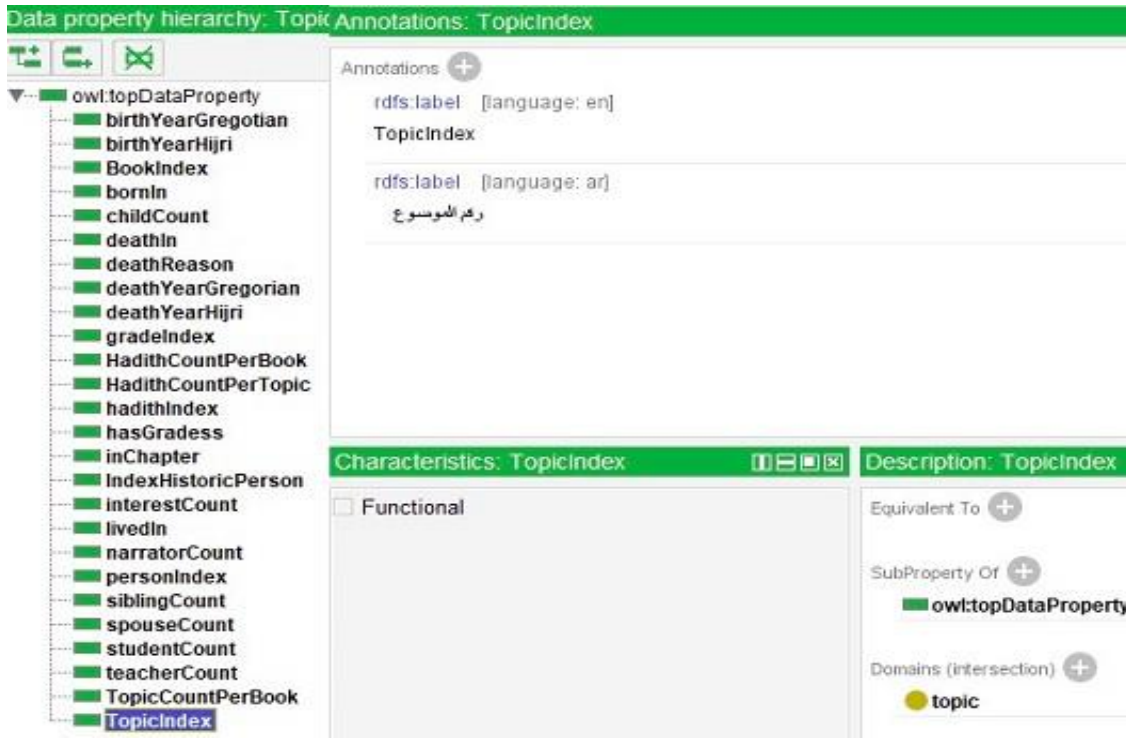 Data property hierarchy: Topic
owl:topDataProperty
birthYearGregotian
birthYearHijri
BookIndex
bornIn
childCount
deathIn
deathReason
deathYearGregorian
deathYearHijri
gradeIndex
HadithCountPerBook
HadithCountPerTopic
hadithIndex
hasGradess
inChapter
IndexHistoricPerson
interestCount
livedIn
narratorCount
personIndex
siblingCount
spouseCount
studentCount
teacherCount
TopicCountPerBook
TopicIndex
Annotations: TopicIndex
Annotations
rdfs:label [language: en]
TopicIndex
rdfs:label [language: ar]
رقم الموضوع
Characteristics: TopicIndex
Functional
Description: TopicIndex
Equivalent To
SubProperty Of
owl:topDataProperty
Domains (intersection)
topic